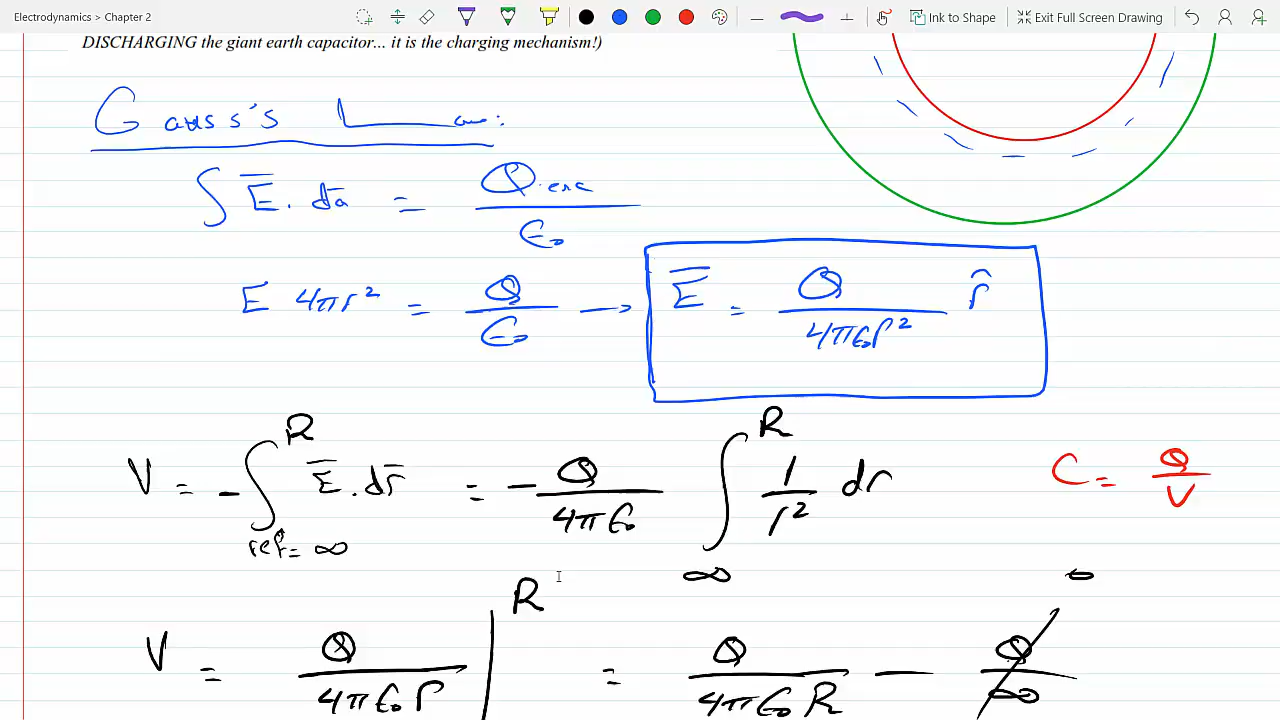 Electrodynamics > Chapter 2
Ink to Shape
Exit Full Screen Drawing
DISCHARGING the giant earth capacitor... it is the charging mechanism!)
Gauss's Law:
∫ E̅ . da̅ = Q enc / ε₀
E 4πr² = Q / ε₀ → E̅ = Q / 4πε₀r² r̂
V = - ∫_{ref = ∞}^{R} E̅ . dr̅ = - Q / 4πε₀ ∫_{∞}^{R} 1 / r² dr
C = Q / V
V = Q / 4πε₀r |^{R} = Q / 4πε₀R - Q / ∞ 0